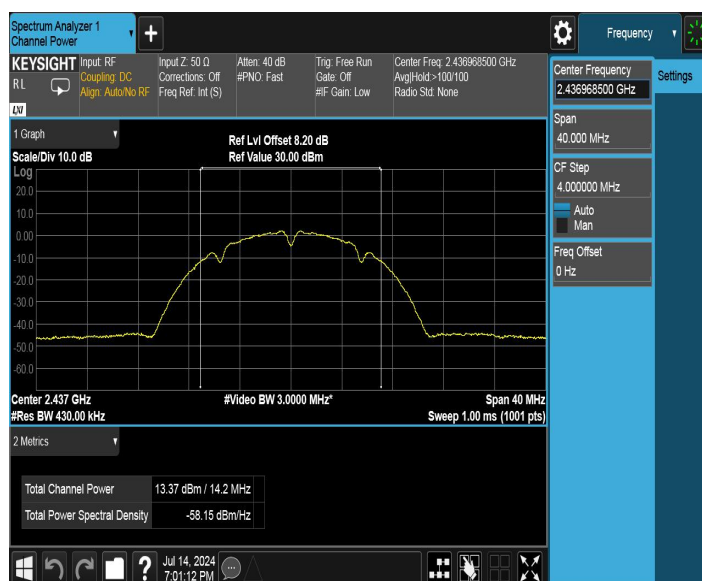 Spectrum Analyzer 1
Channel Power
+
Frequency
KEYSIGHT
RL
LXI
Input: RF
Coupling: DC
Align: Auto/No RF
Input Z: 50 Ω
Corrections: Off
Freq Ref: Int (S)
Atten: 40 dB
#PNO: Fast
Trig: Free Run
Gate: Off
#IF Gain: Low
Center Freq: 2.436968500 GHz
Avg|Hold:>100/100
Radio Std: None
Center Frequency
2.436968500 GHz
Settings
Span
40.000 MHz
CF Step
4.000000 MHz
Auto
Man
Freq Offset
0 Hz
1 Graph
Scale/Div 10.0 dB
Ref Lvl Offset 8.20 dB
Ref Value 30.00 dBm
Log
20.0
10.0
0.00
-10.0
-20.0
-30.0
-40.0
-50.0
-60.0
Center 2.437 GHz
#Res BW 430.00 kHz
#Video BW 3.0000 MHz*
Span 40 MHz
Sweep 1.00 ms (1001 pts)
2 Metrics
Total Channel Power 13.37 dBm / 14.2 MHz
Total Power Spectral Density -58.15 dBm/Hz
?
Jul 14, 2024
7:01:12 PM